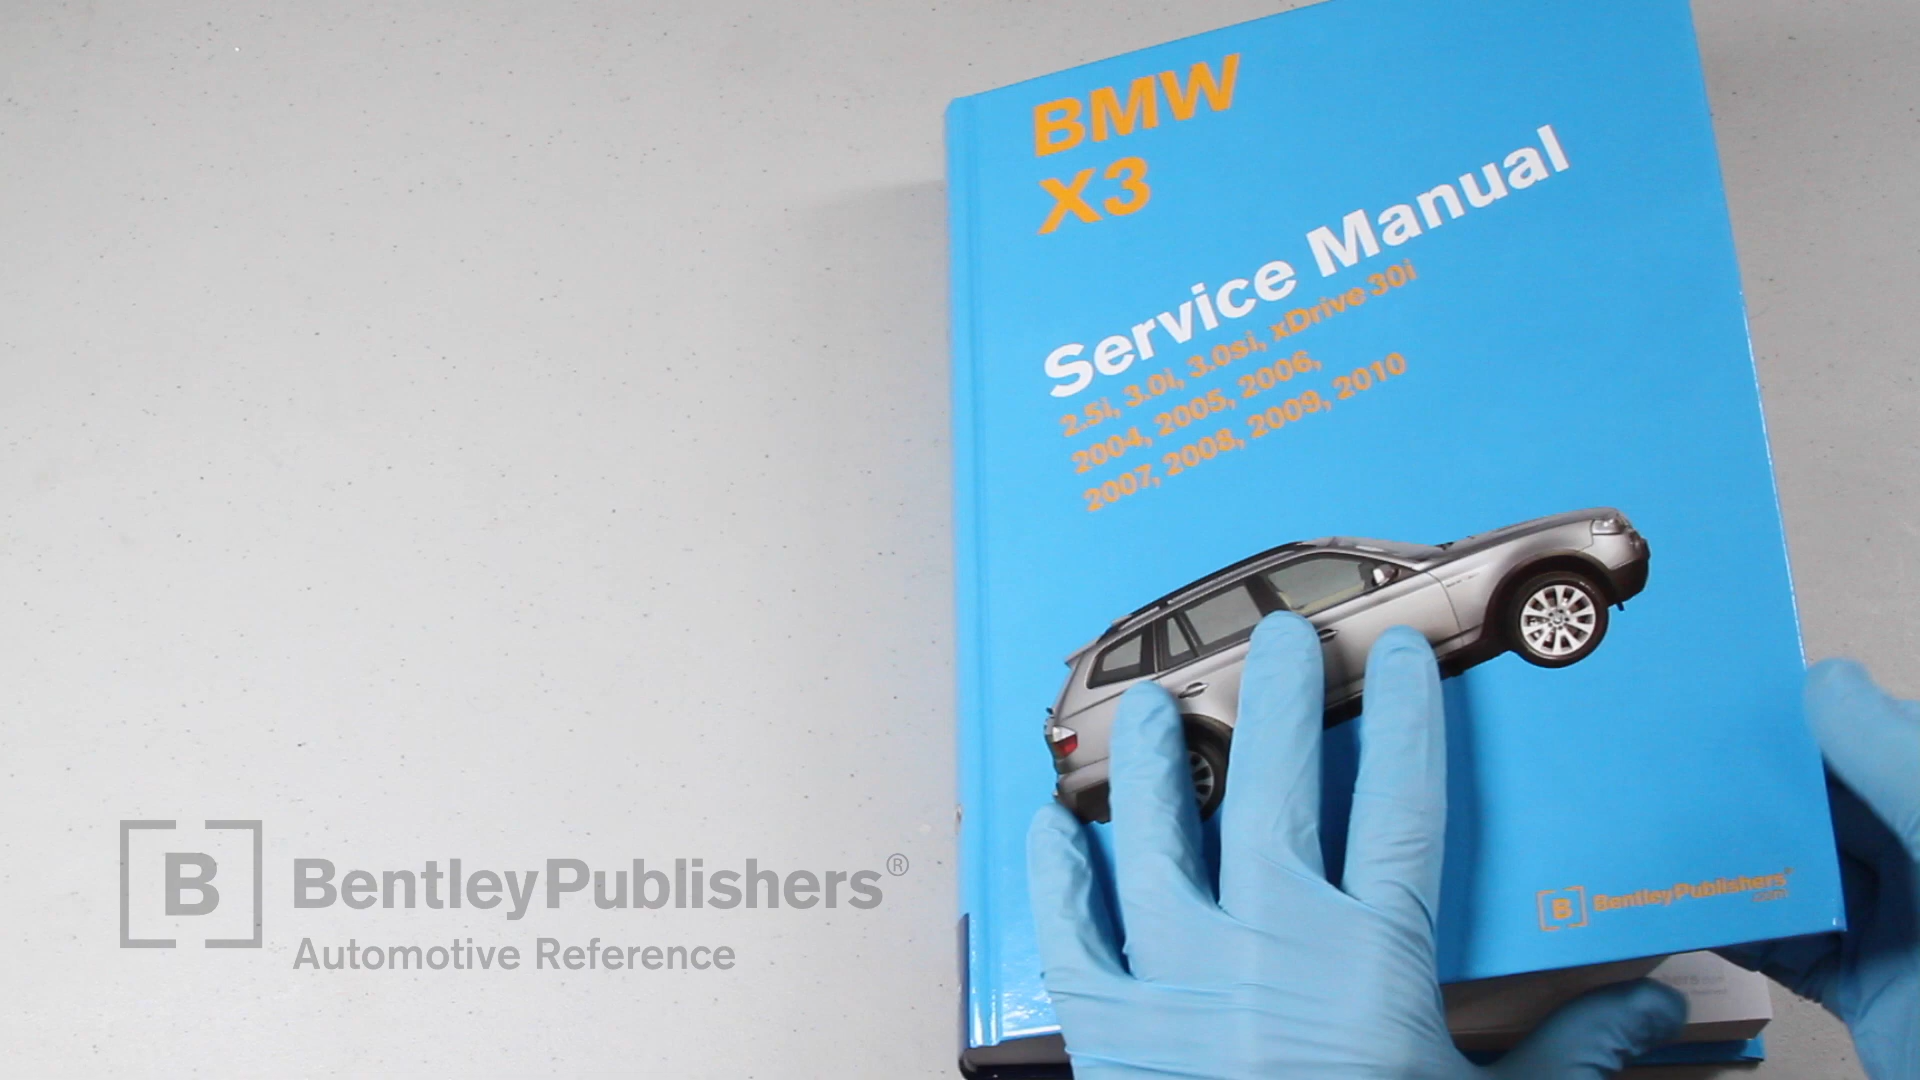 BMW
X3
Service Manual
2.5i, 3.0i, 3.0si, xDrive 30i
2004, 2005, 2006,
2007, 2008, 2009, 2010
B BentleyPublishers®
B BentleyPublishers®
Automotive Reference